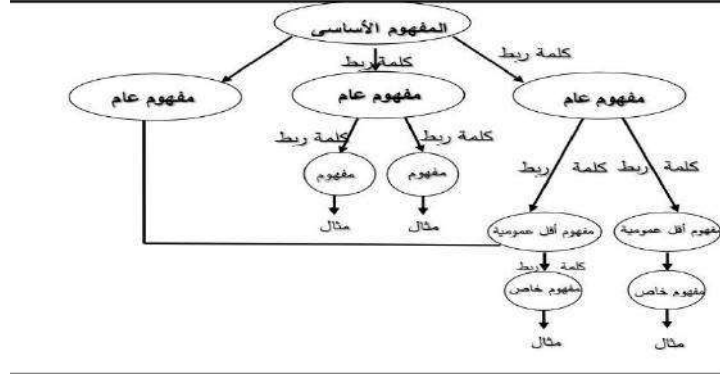 المفهوم الأساسى
كلمة ربط
كلمة ربط
مفهوم عام
مفهوم عام
مفهوم عام
كلمة ربط
كلمة ربط
كلمة ربط
كلمة ربط
مفهوم
مفهوم
مثال
مثال
مفهوم أقل عمومية
مفهوم أقل عمومية
كلمة ربط
مفهوم خاص
مفهوم خاص
مثال
مثال